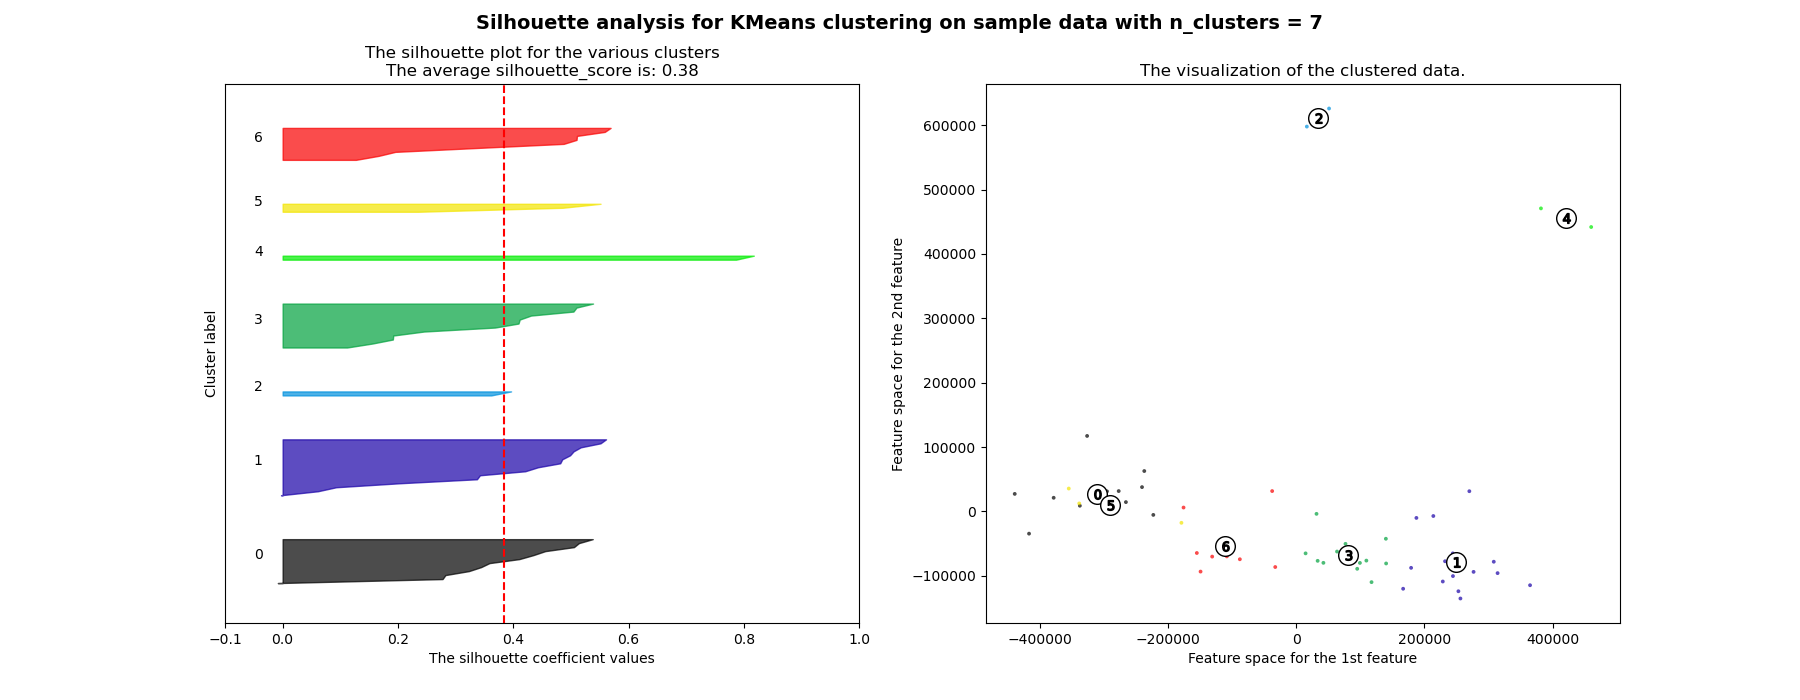 Silhouette analysis for KMeans clustering on sample data with n_clusters = 7
The silhouette plot for the various clusters
The average silhouette_score is: 0.38
Cluster label
6
5
4
3
2
1
0
−0.1 0.0 0.2 0.4 0.6 0.8 1.0
The silhouette coefficient values
The visualization of the clustered data.
Feature space for the 2nd feature
600000
500000
400000
300000
200000
100000
0
−100000
2
4
0
5
6
3
1
−400000 −200000 0 200000 400000
Feature space for the 1st feature